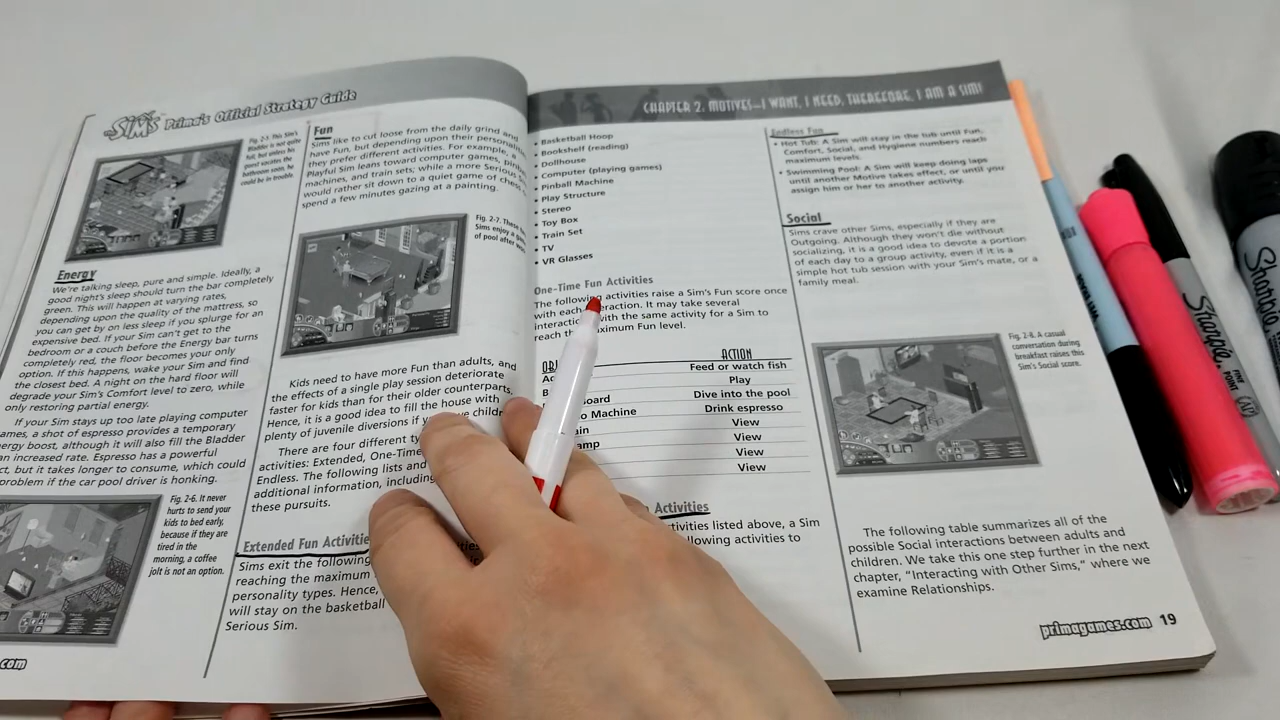 The SIMS Prima's Official Strategy Guide
Fig. 2-5. This Sim's
Bladder is not quite
full, but unless his
guest vacates the
bathroom soon, he
could be in trouble.
Energy
We're talking sleep, pure and simple. Ideally, a
good night's sleep should turn the bar completely
green. This will happen at varying rates,
depending upon the quality of the mattress, so
you can get by on less sleep if you splurge for an
expensive bed. If your Sim can't get to the
bedroom or a couch before the Energy bar turns
completely red, the floor becomes your only
option. If this happens, wake your Sim and find
the closest bed. A night on the hard floor will
degrade your Sim's Comfort level to zero, while
only restoring partial energy.
If your Sim stays up too late playing computer
ames, a shot of espresso provides a temporary
nergy boost, although it will also fill the Bladder
an increased rate. Espresso has a powerful
ct, but it takes longer to consume, which could
problem if the car pool driver is honking.
Fig. 2-6. It never
hurts to send your
kids to bed early,
because if they are
tired in the
morning, a coffee
jolt is not an option.
.com
Fun
Sims like to cut loose from the daily grind and
have Fun, but depending upon their personalities
they prefer different activities. For example, a
Playful Sim leans toward computer games, pinball
machines, and train sets; while a more Serious
would rather sit down to a quiet game of chess
spend a few minutes gazing at a painting.
Fig. 2-7. These
Sims enjoy a game
of pool after
Kids need to have more Fun than adults, and
the effects of a single play session deteriorate
faster for kids than for their older counterparts.
Hence, it is good idea to fill the house with
plenty of juvenile diversions if
There are four different
activities: Extended, One-Time
Endless. The following lists and
additional information, including
these pursuits.
Extended Fun Activities
Sims exit the following
reaching the maximum
personality types. Hence,
will stay on the basketball
Serious Sim.
CHAPTER 2. MOTIVES—I WANT, I NEED, THEREFORE, I AM A SIM!
• Basketball Hoop
• Bookshelf (reading)
• Dollhouse
• Computer (playing games)
• Pinball Machine
• Play Structure
• Stereo
• Toy Box
• Train Set
• TV
• VR Glasses
One-Time Fun Activities
The following activities raise a Sim's Fun score once
with each interaction. It may take several
with the same activity for a Sim to
reach maximum Fun level.
ACTION
Feed or watch fish
Play
oard Dive into the pool
o Machine Drink espresso
ain View
amp View
View
View
Activities
ctivities listed above, a Sim
following activities to
Endless Fun
• Hot Tub: A Sim will stay in the tub until Fun,
Comfort, Social, and Hygiene numbers reach
maximum levels.
• Swimming Pool: A Sim will keep doing laps
until another Motive takes effect, or until you
assign him or her to another activity.
Social
Sims crave other Sims, especially if they are
Outgoing. Although they won't die without
socializing, it is a good idea to devote a portion
of each day to a group activity, even if it is a
simple hot tub session with your Sim's mate, or a
family meal.
Fig. 2-8. A casual
conversation during
breakfast raises this
Sim's Social score.
The following table summarizes all of the
possible Social interactions between adults and
children. We take this one step further in the next
chapter, "Interacting with Other Sims," where we
examine Relationships.
primagames.com 19
Sharpie
FINE POINT
Sharpie